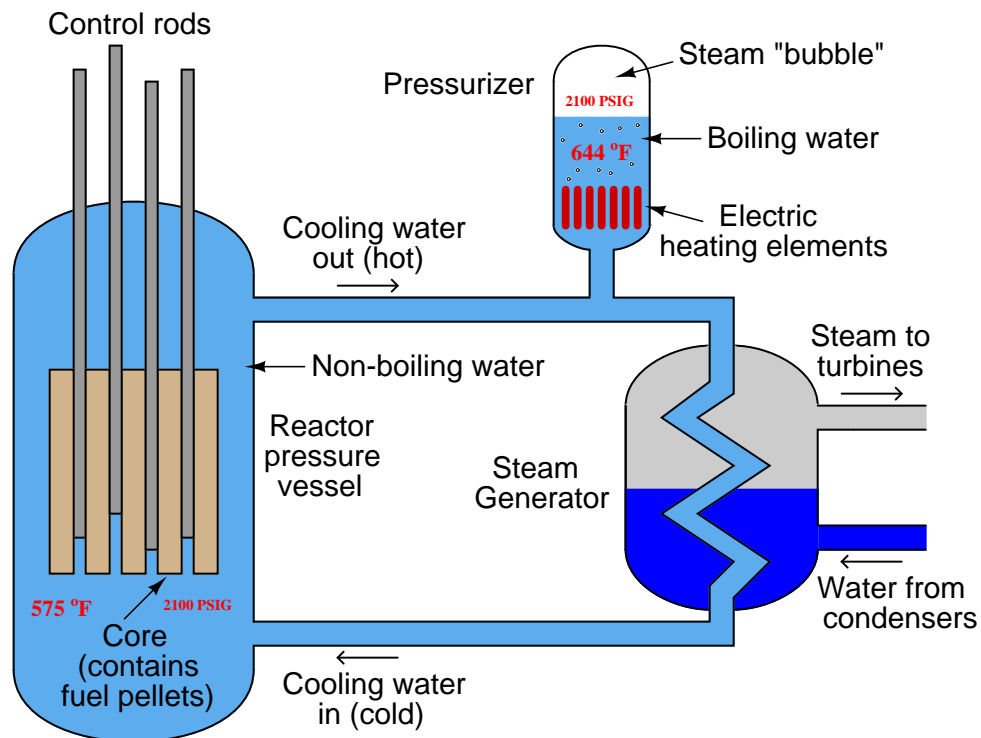 Control rods
Steam "bubble"
Pressurizer
2100 PSIG
Boiling water
644 °F
Electric
heating elements
Cooling water
out (hot)
Steam to
turbines
Non-boiling water
Reactor
pressure
vessel
Steam
Generator
575 °F
2100 PSIG
Water from
condensers
Core
(contains
fuel pellets)
Cooling water
in (cold)